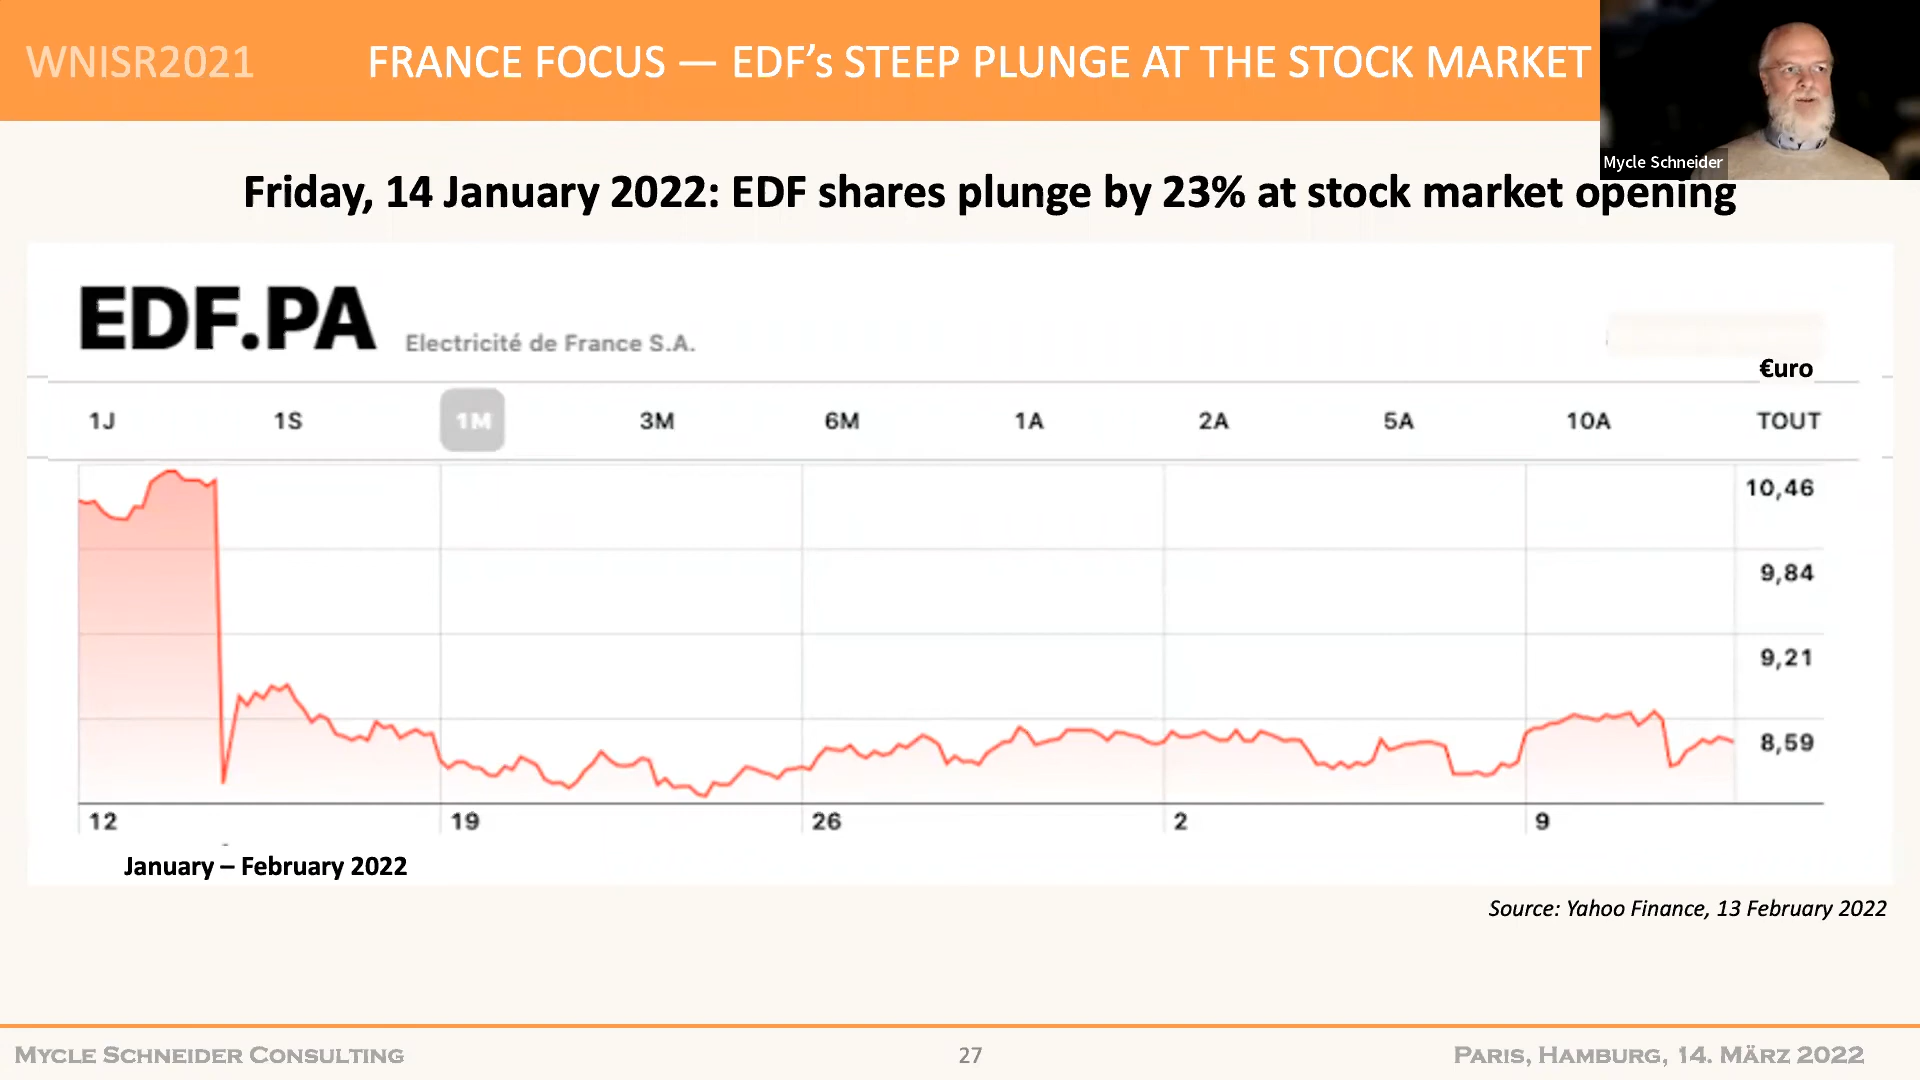 WNISR2021
FRANCE FOCUS — EDF’s STEEP PLUNGE AT THE STOCK MARKET
Mycle Schneider
Friday, 14 January 2022: EDF shares plunge by 23% at stock market opening
EDF.PA Electricité de France S.A.
€uro
1J 1S 1M 3M 6M 1A 2A 5A 10A TOUT
10,46
9,84
9,21
8,59
12 19 26 2 9
January – February 2022
Source: Yahoo Finance, 13 February 2022
MYCLE SCHNEIDER CONSULTING
27
PARIS, HAMBURG, 14. MÄRZ 2022